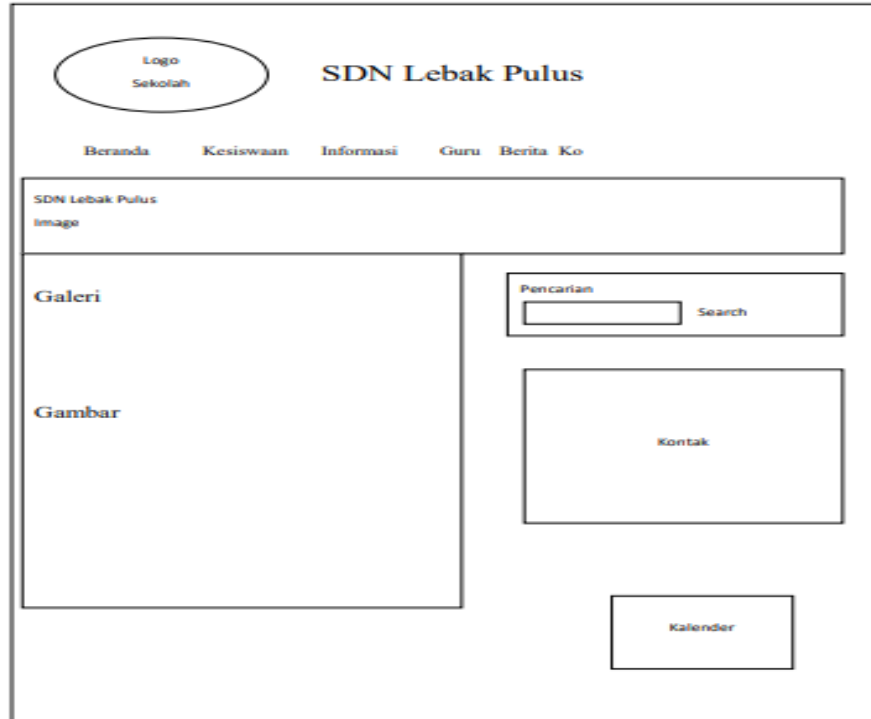 Logo
Sekolah
SDN Lebak Pulus
Beranda Kesiswaan Informasi Guru Berita Ko
SDN Lebak Pulus
Image
Galeri
Gambar
Pencarian
Search
Kontak
Kalender